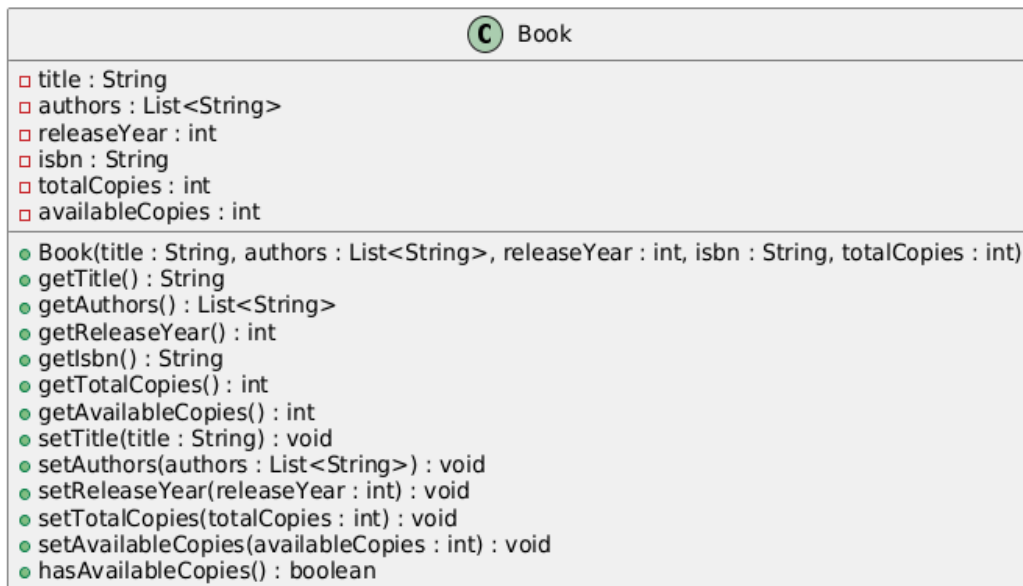 C Book
title : String
authors : List<String>
releaseYear : int
isbn : String
totalCopies : int
availableCopies : int
Book(title : String, authors : List<String>, releaseYear : int, isbn : String, totalCopies : int)
getTitle() : String
getAuthors() : List<String>
getReleaseYear() : int
getIsbn() : String
getTotalCopies() : int
getAvailableCopies() : int
setTitle(title : String) : void
setAuthors(authors : List<String>) : void
setReleaseYear(releaseYear : int) : void
setTotalCopies(totalCopies : int) : void
setAvailableCopies(availableCopies : int) : void
hasAvailableCopies() : boolean